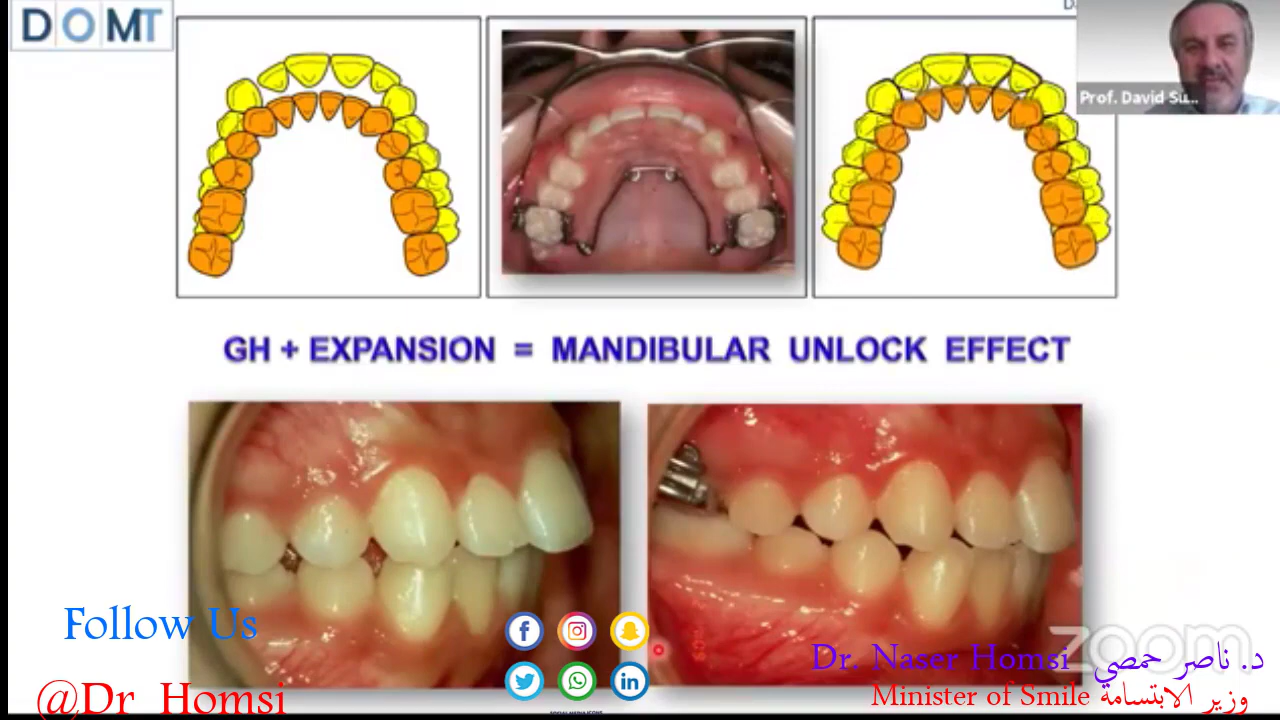 DOMT
Prof. David Su...
GH + EXPANSION = MANDIBULAR UNLOCK EFFECT
Follow Us
@Dr_Homsi
zoom
Dr. Naser Homsi د. ناصر حمصي
Minister of Smile وزير الابتسامة